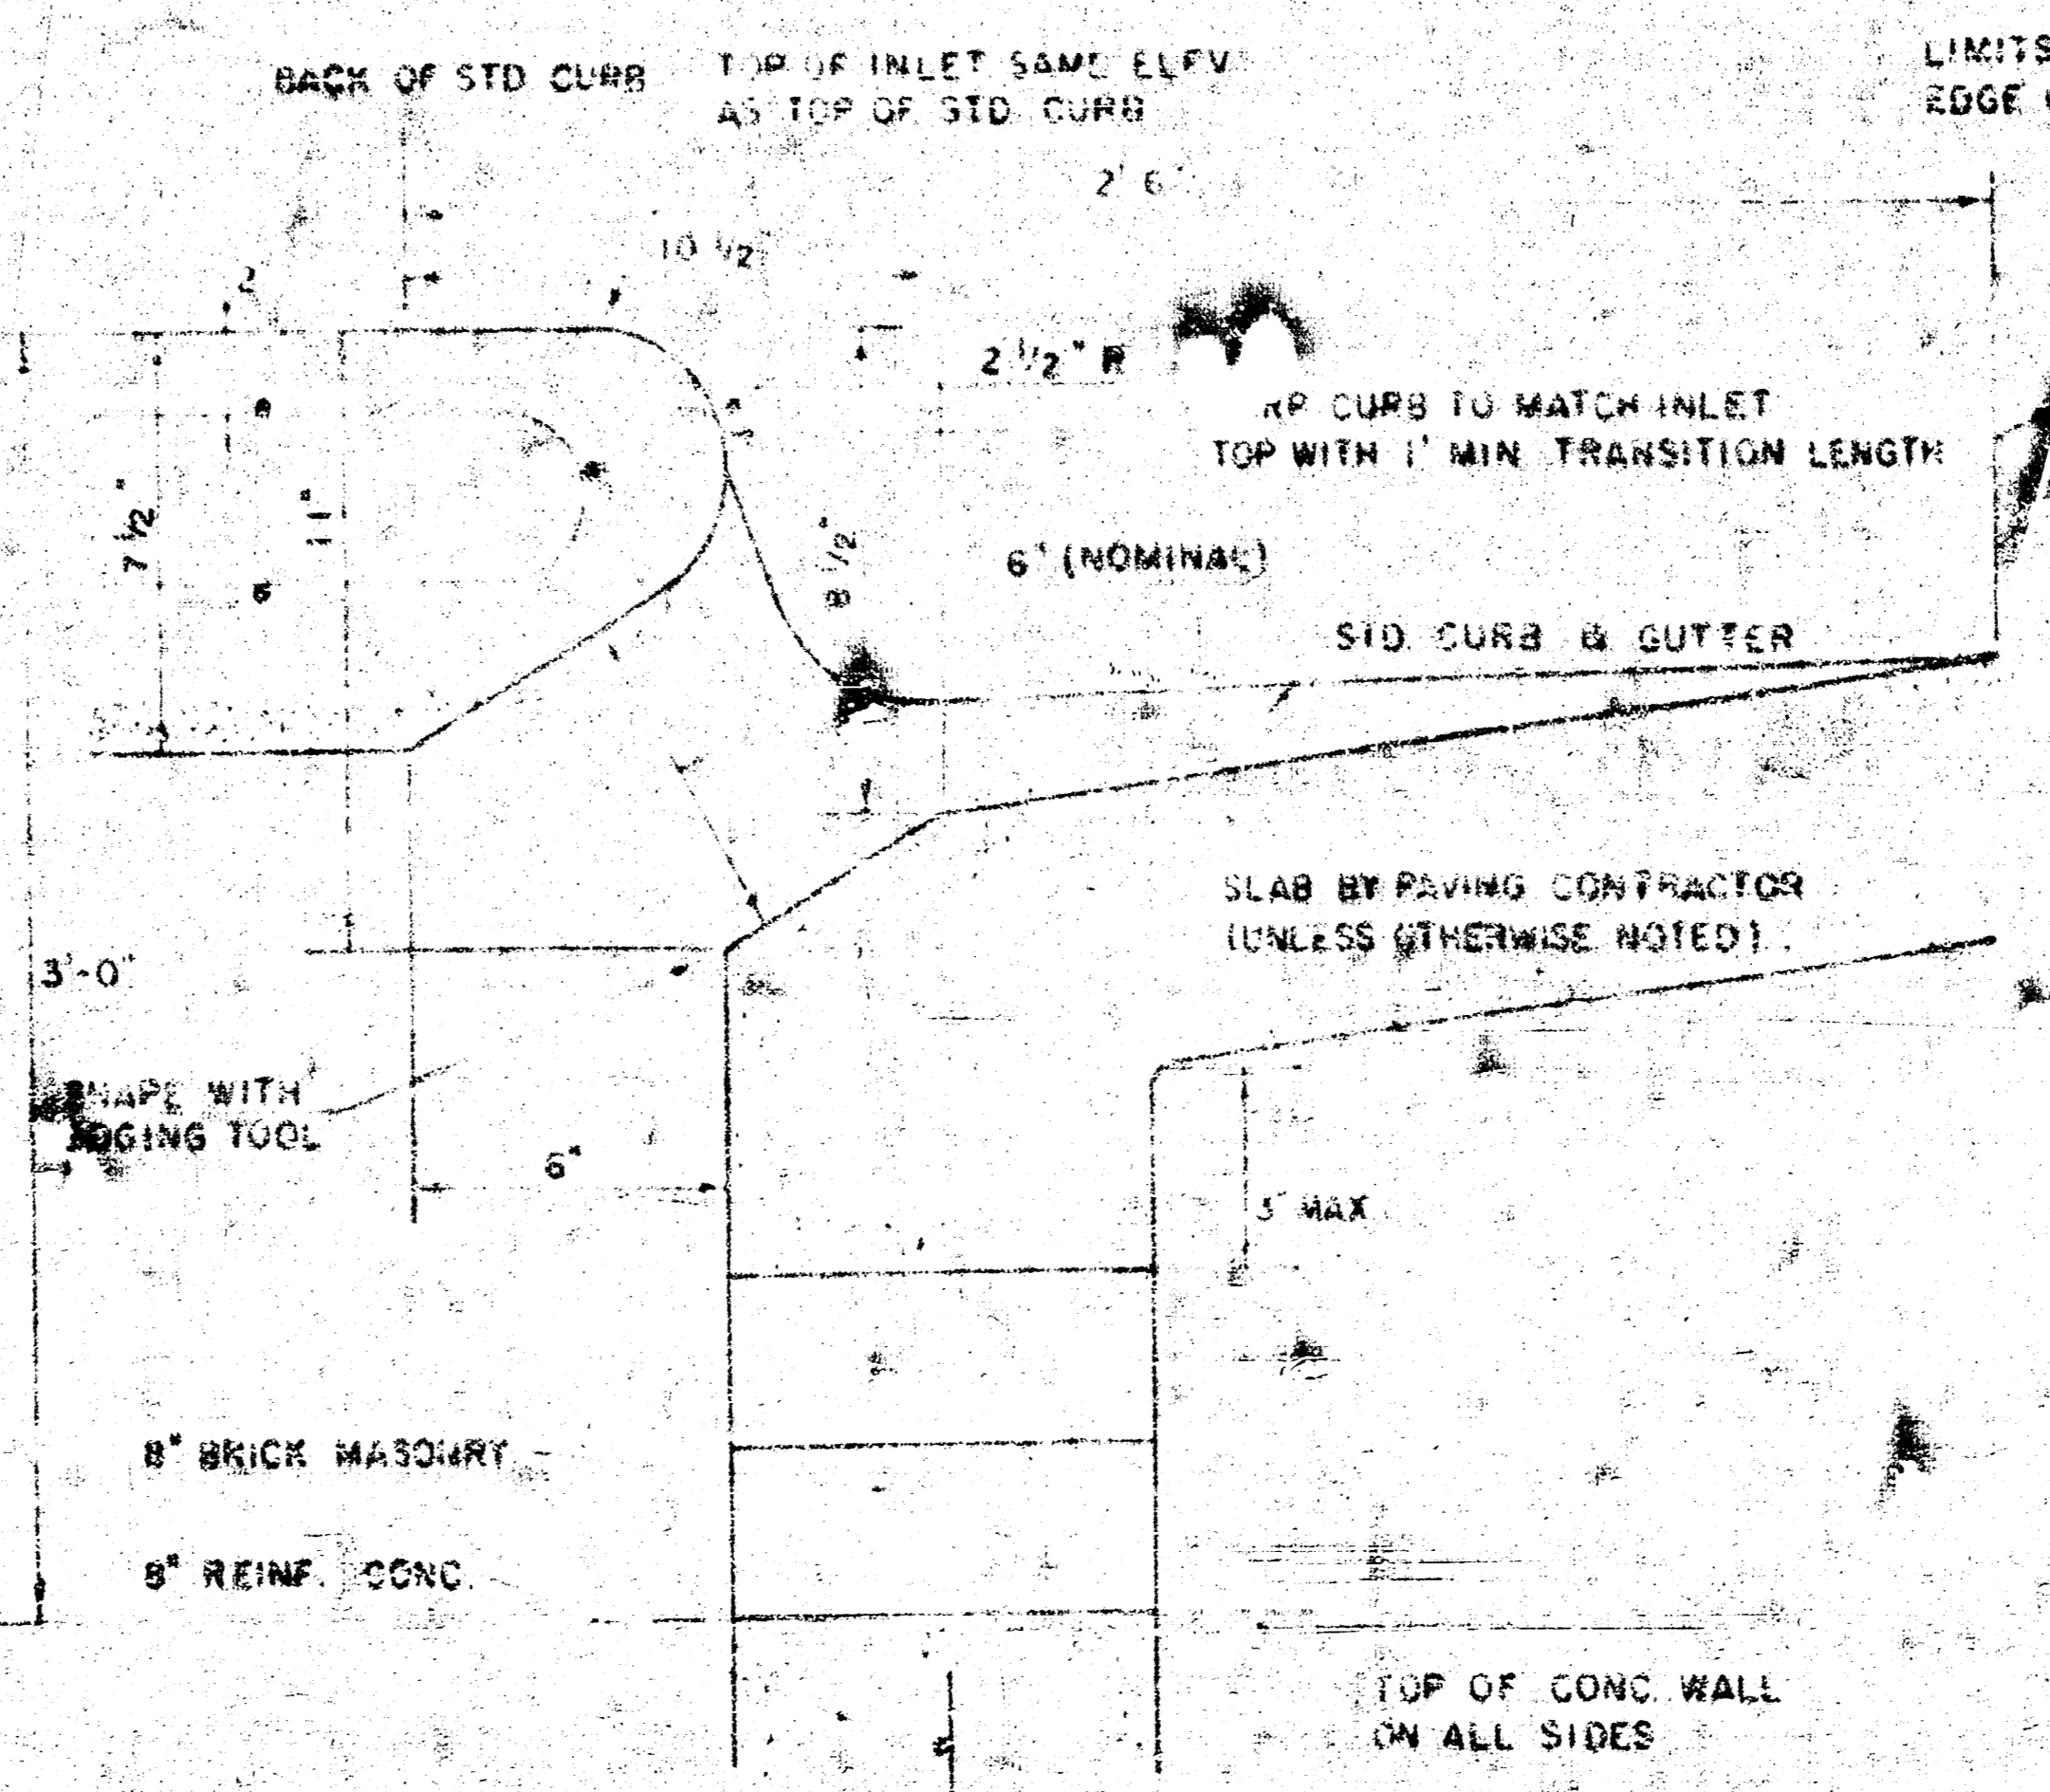 BACK OF STD CURB
TOP OF INLET SAME ELEV
AS TOP OF STD CURB
LIMITS
EDGE
2' 6"
10 1/2"
2 1/2" R
CURB TO MATCH INLET
TOP WITH 1' MIN TRANSITION LENGTH
7 1/2"
11"
8 1/2"
6" (NOMINAL)
STD. CURB & GUTTER
SLAB BY PAVING CONTRACTOR
(UNLESS OTHERWISE NOTED)
3'-0"
SHAPE WITH
EDGING TOOL
6"
MAX
8" BRICK MASONRY
8" REINF. CONC.
TOP OF CONC. WALL
ON ALL SIDES